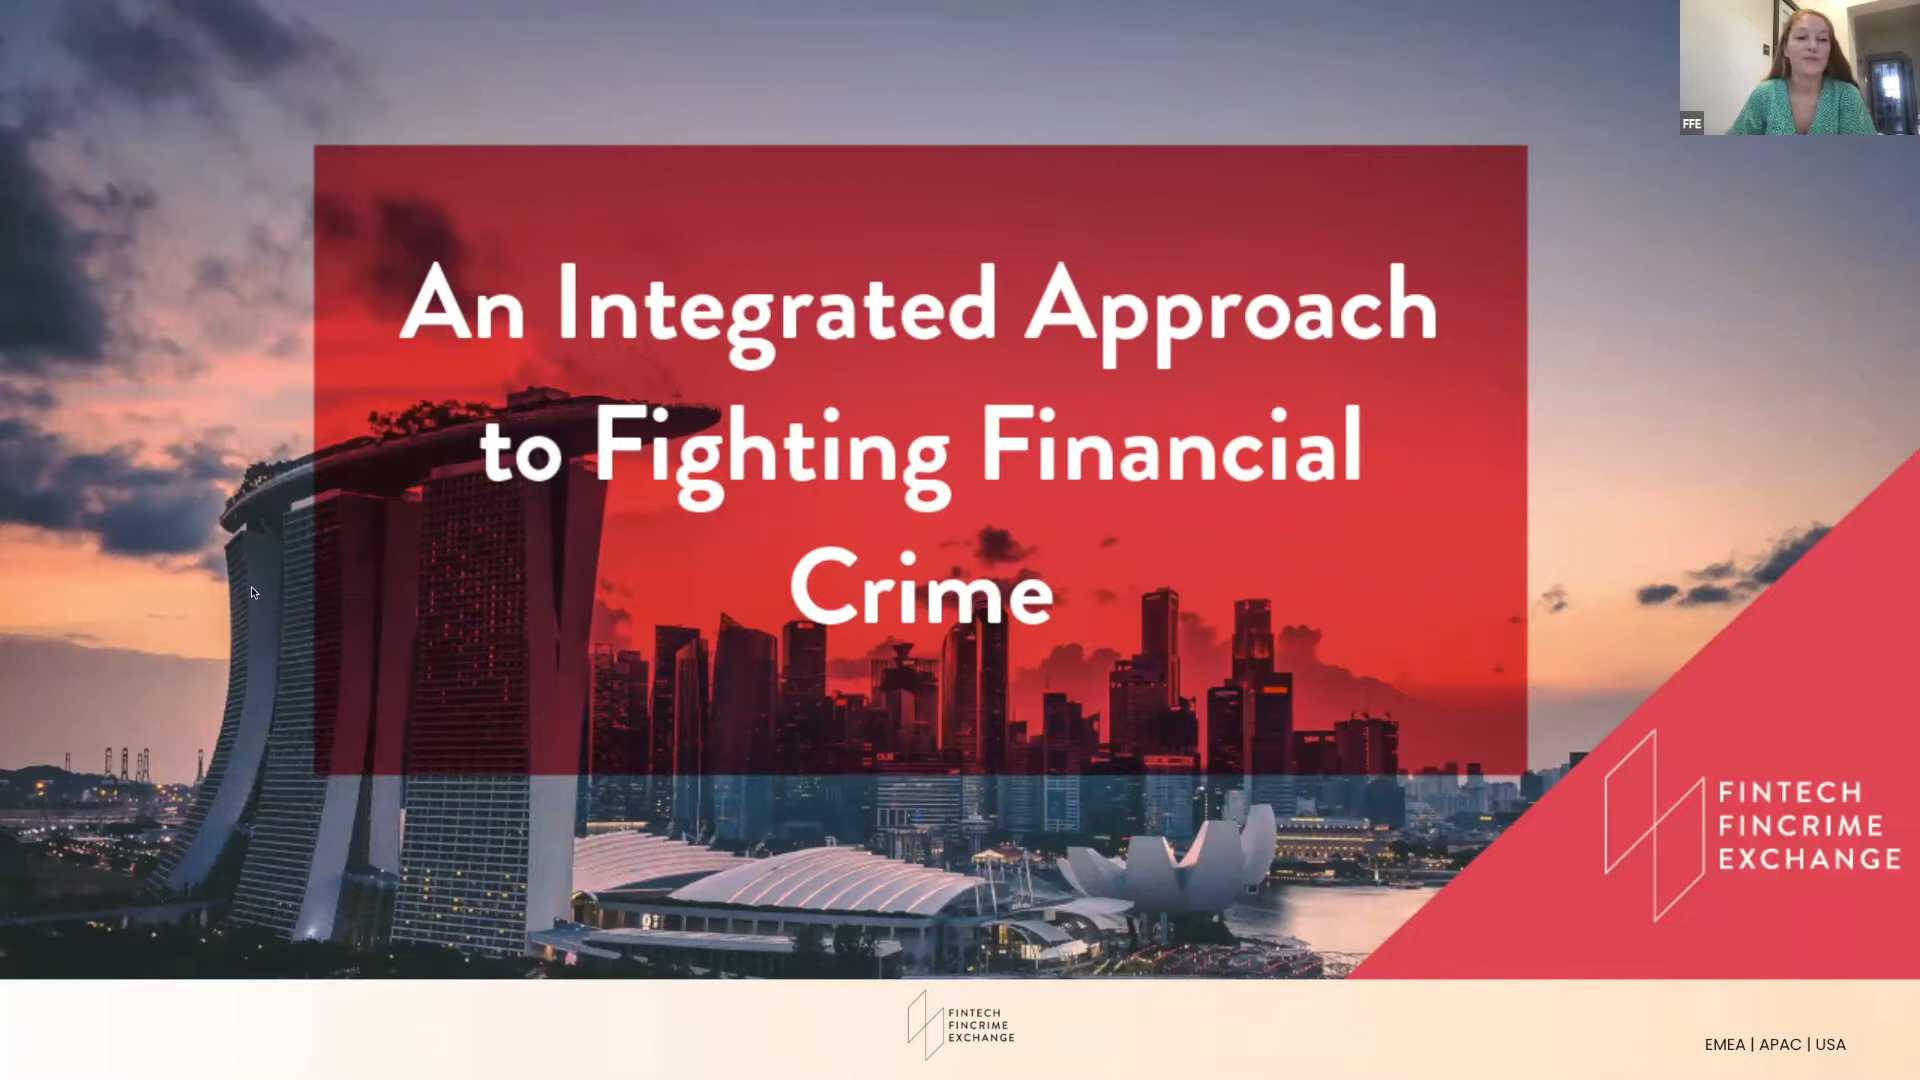 FFE
An Integrated Approach
to Fighting Financial
Crime
FINTECH
FINCRIME
EXCHANGE
FINTECH
FINCRIME
EXCHANGE
EMEA | APAC | USA